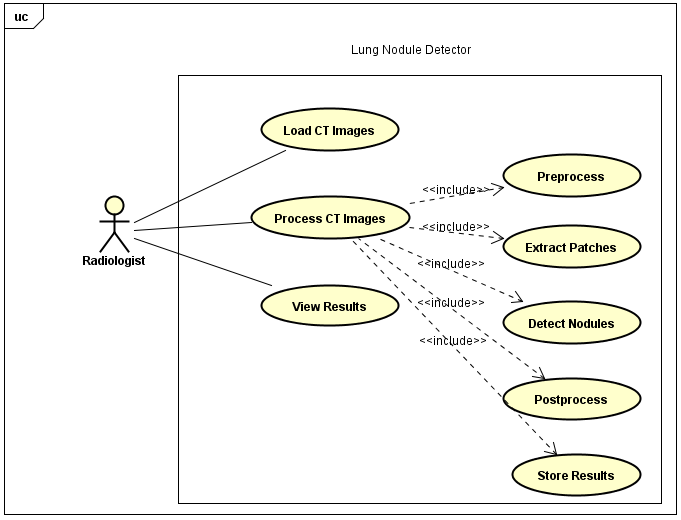 uc
Lung Nodule Detector
Load CT Images
<<include>>
Preprocess
Process CT Images
<<include>>
Extract Patches
Radiologist
<<include>>
View Results
<<include>>
Detect Nodules
<<include>>
Postprocess
Store Results